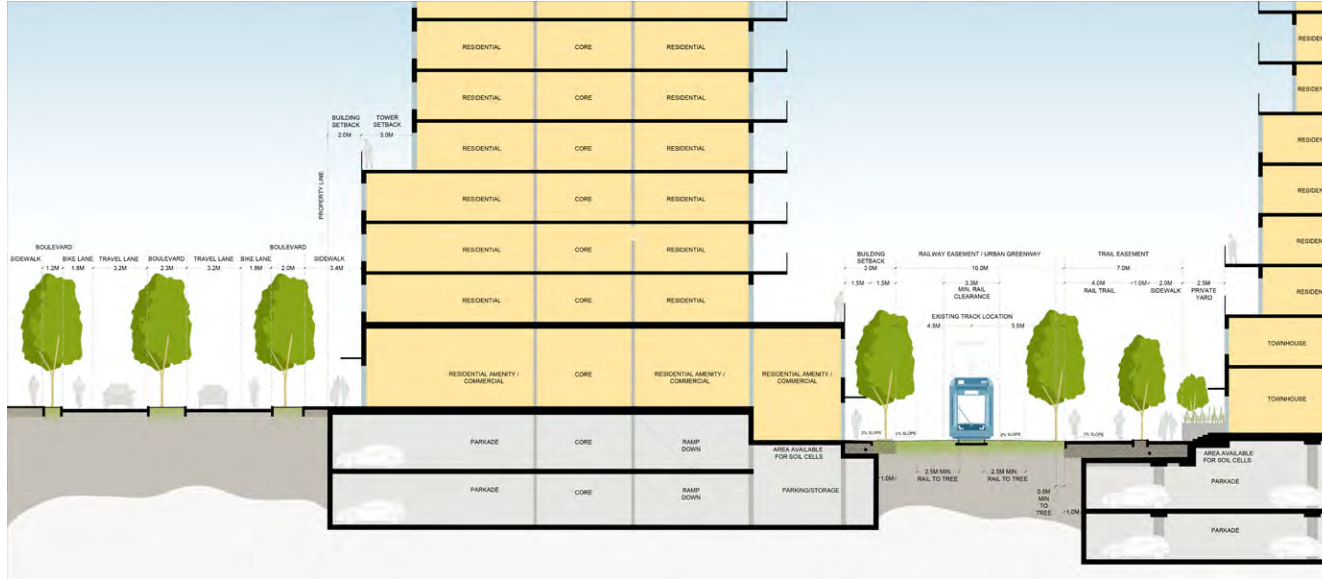 RESIDENTIAL CORE RESIDENTIAL
RESIDENTIAL CORE RESIDENTIAL
BUILDING SETBACK 2.0M
TOWER SETBACK 3.0M
RESIDENTIAL CORE RESIDENTIAL
RESIDENTIAL CORE RESIDENTIAL
RESIDENTIAL CORE RESIDENTIAL
RESIDENTIAL CORE RESIDENTIAL
PROPERTY LINE
BOULEVARD BOULEVARD
SIDEWALK BIKE LANE TRAVEL LANE BOULEVARD TRAVEL LANE BIKE LANE SIDEWALK
1.2M 1.8M 3.2M 2.3M 3.2M 1.8M 2.0M 3.4M
RESIDENTIAL AMENITY / COMMERCIAL
CORE
RESIDENTIAL AMENITY / COMMERCIAL
RESIDENTIAL AMENITY / COMMERCIAL
PARKADE CORE RAMP DOWN
AREA AVAILABLE FOR SOIL CELLS
PARKADE CORE RAMP DOWN PARKING/STORAGE
BUILDING SETBACK
RAILWAY EASEMENT / URBAN GREENWAY
TRAIL EASEMENT
3.0M 10.0M 7.0M
1.5M 1.5M
3.3M MIN. RAIL CLEARANCE
4.0M RAIL TRAIL
1.0M
2.0M SIDEWALK
2.5M PRIVATE YARD
EXISTING TRACK LOCATION
4.5M 5.5M
2% SLOPE 2% SLOPE 2% SLOPE 2% SLOPE
1.0M
2.5M MIN. RAIL TO TREE
2.5M MIN. RAIL TO TREE
0.5M MIN TO TREE
1.0M
RESIDEN
RESIDEN
RESIDEN
RESIDEN
RESIDEN
RESIDEN
TOWNHOUSE
TOWNHOUSE
AREA AVAILABLE FOR SOIL CELLS
PARKADE
PARKADE